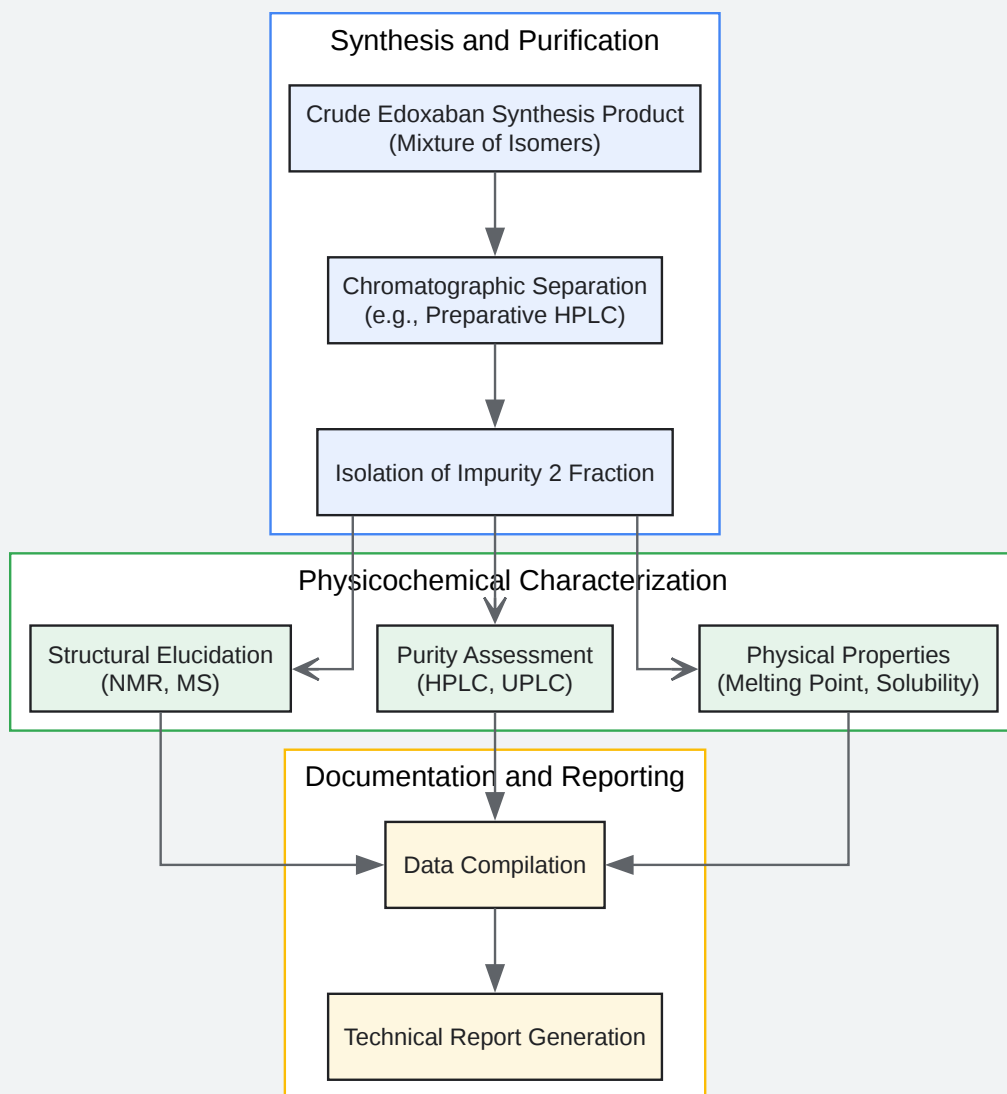 Synthesis and Purification
Crude Edoxaban Synthesis Product
(Mixture of Isomers)
Chromatographic Separation
(e.g., Preparative HPLC)
Isolation of Impurity 2 Fraction
Physicochemical Characterization
Structural Elucidation
(NMR, MS)
Purity Assessment
(HPLC, UPLC)
Physical Properties
(Melting Point, Solubility)
Documentation and Reporting
Data Compilation
Technical Report Generation